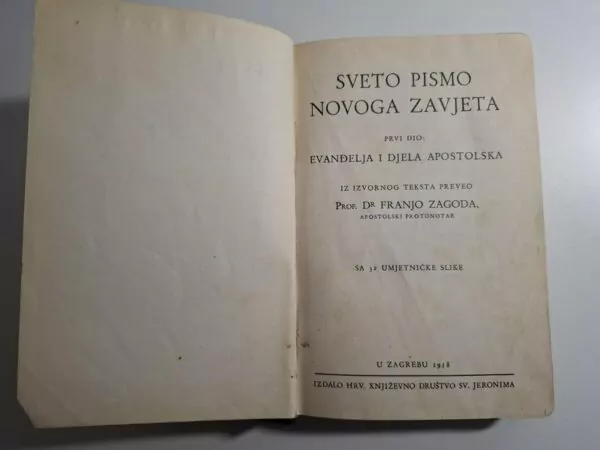 SVETO PISMO
NOVOGA ZAVJETA
PRVI DIO:
EVANĐELJA I DJELA APOSTOLSKA
IZ IZVORNOG TEKSTA PREVEO
PROF. DR FRANJO ZAGODA,
APOSTOLSKI PROTONOTAR
SA 32 UMJETNIČKE SLIKE
U ZAGREBU 1938
IZDALO HRV. KNJIŽEVNO DRUŠTVO SV. JERONIMA